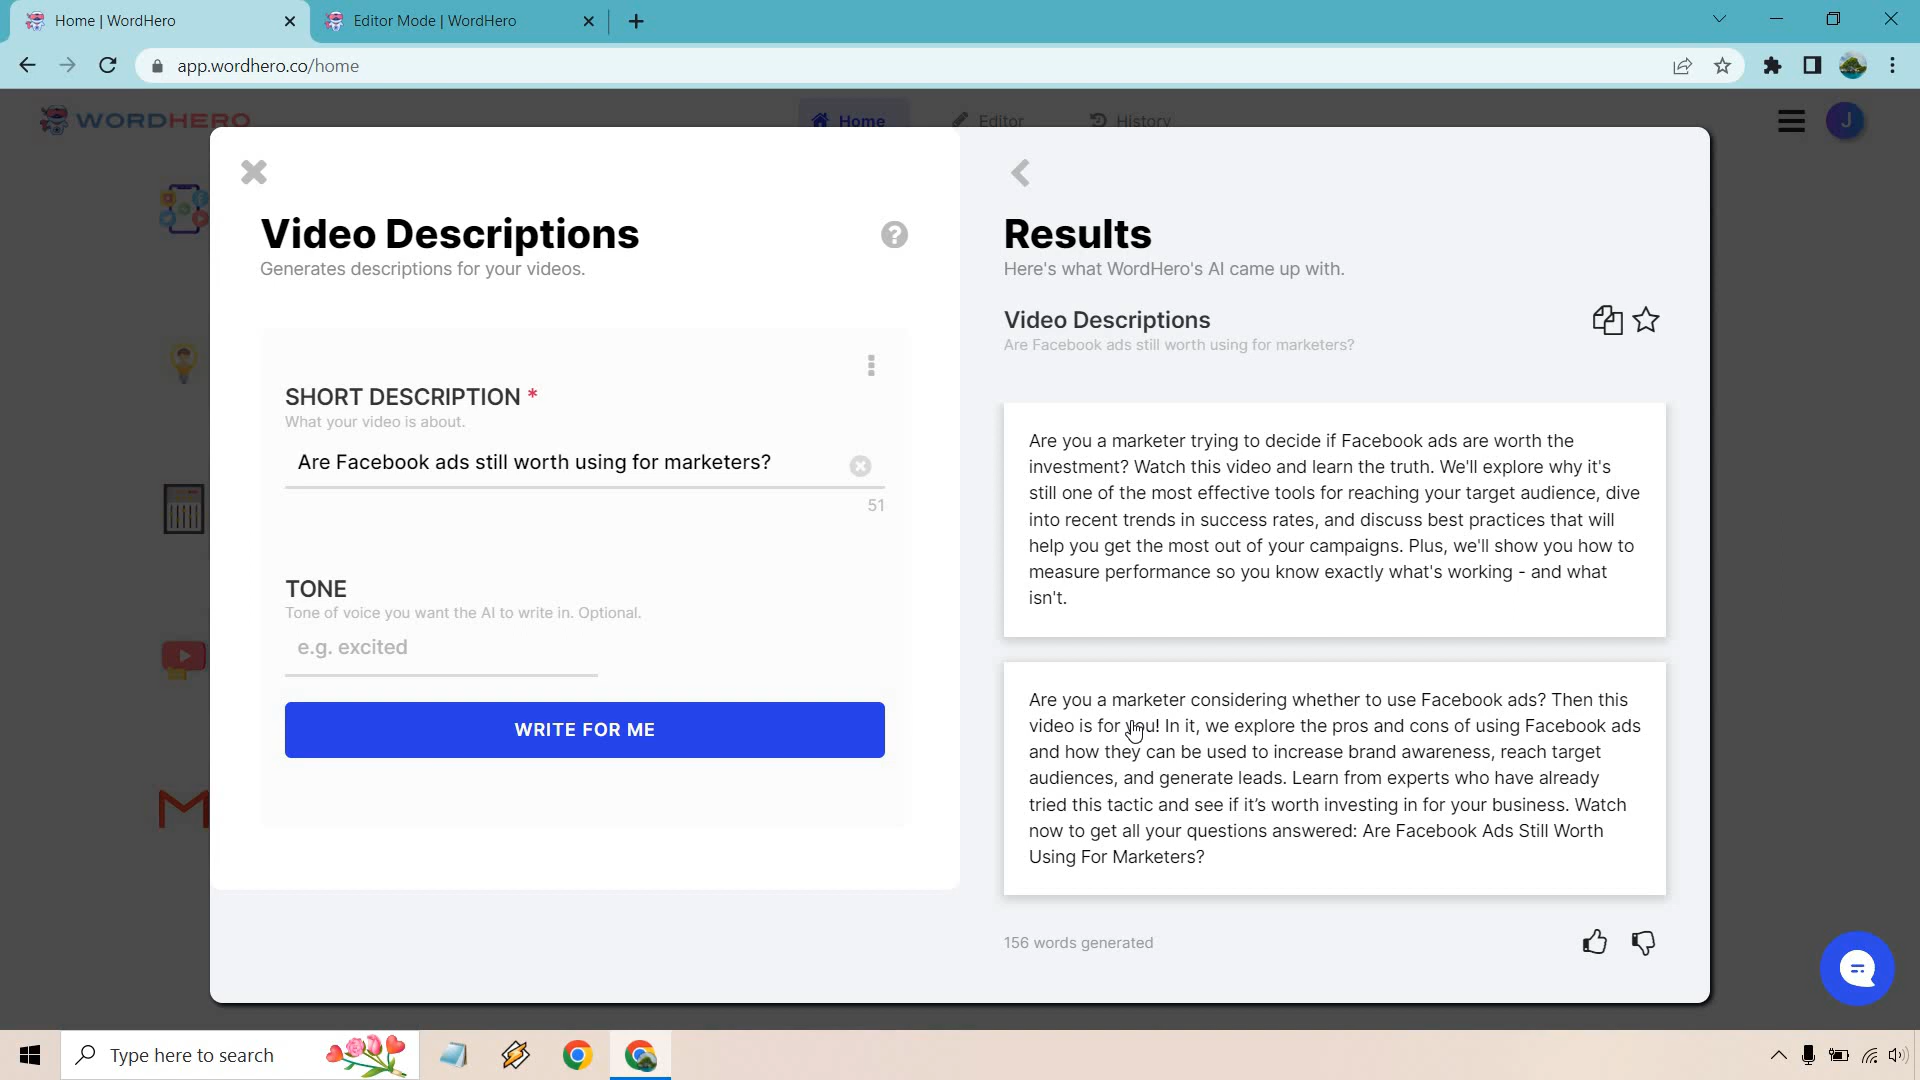 Home | WordHero
Editor Mode | WordHero
app.wordhero.co/home
WORDHERO
Home
Editor
History
J
Video Descriptions
Generates descriptions for your videos.
SHORT DESCRIPTION *
What your video is about.
Are Facebook ads still worth using for marketers?
51
TONE
Tone of voice you want the AI to write in. Optional.
e.g. excited
WRITE FOR ME
Results
Here's what WordHero's AI came up with.
Video Descriptions
Are Facebook ads still worth using for marketers?
Are you a marketer trying to decide if Facebook ads are worth the
investment? Watch this video and learn the truth. We'll explore why it's
still one of the most effective tools for reaching your target audience, dive
into recent trends in success rates, and discuss best practices that will
help you get the most out of your campaigns. Plus, we'll show you how to
measure performance so you know exactly what's working - and what
isn't.
Are you a marketer considering whether to use Facebook ads? Then this
video is for you! In it, we explore the pros and cons of using Facebook ads
and how they can be used to increase brand awareness, reach target
audiences, and generate leads. Learn from experts who have already
tried this tactic and see if it’s worth investing in for your business. Watch
now to get all your questions answered: Are Facebook Ads Still Worth
Using For Marketers?
156 words generated
Type here to search